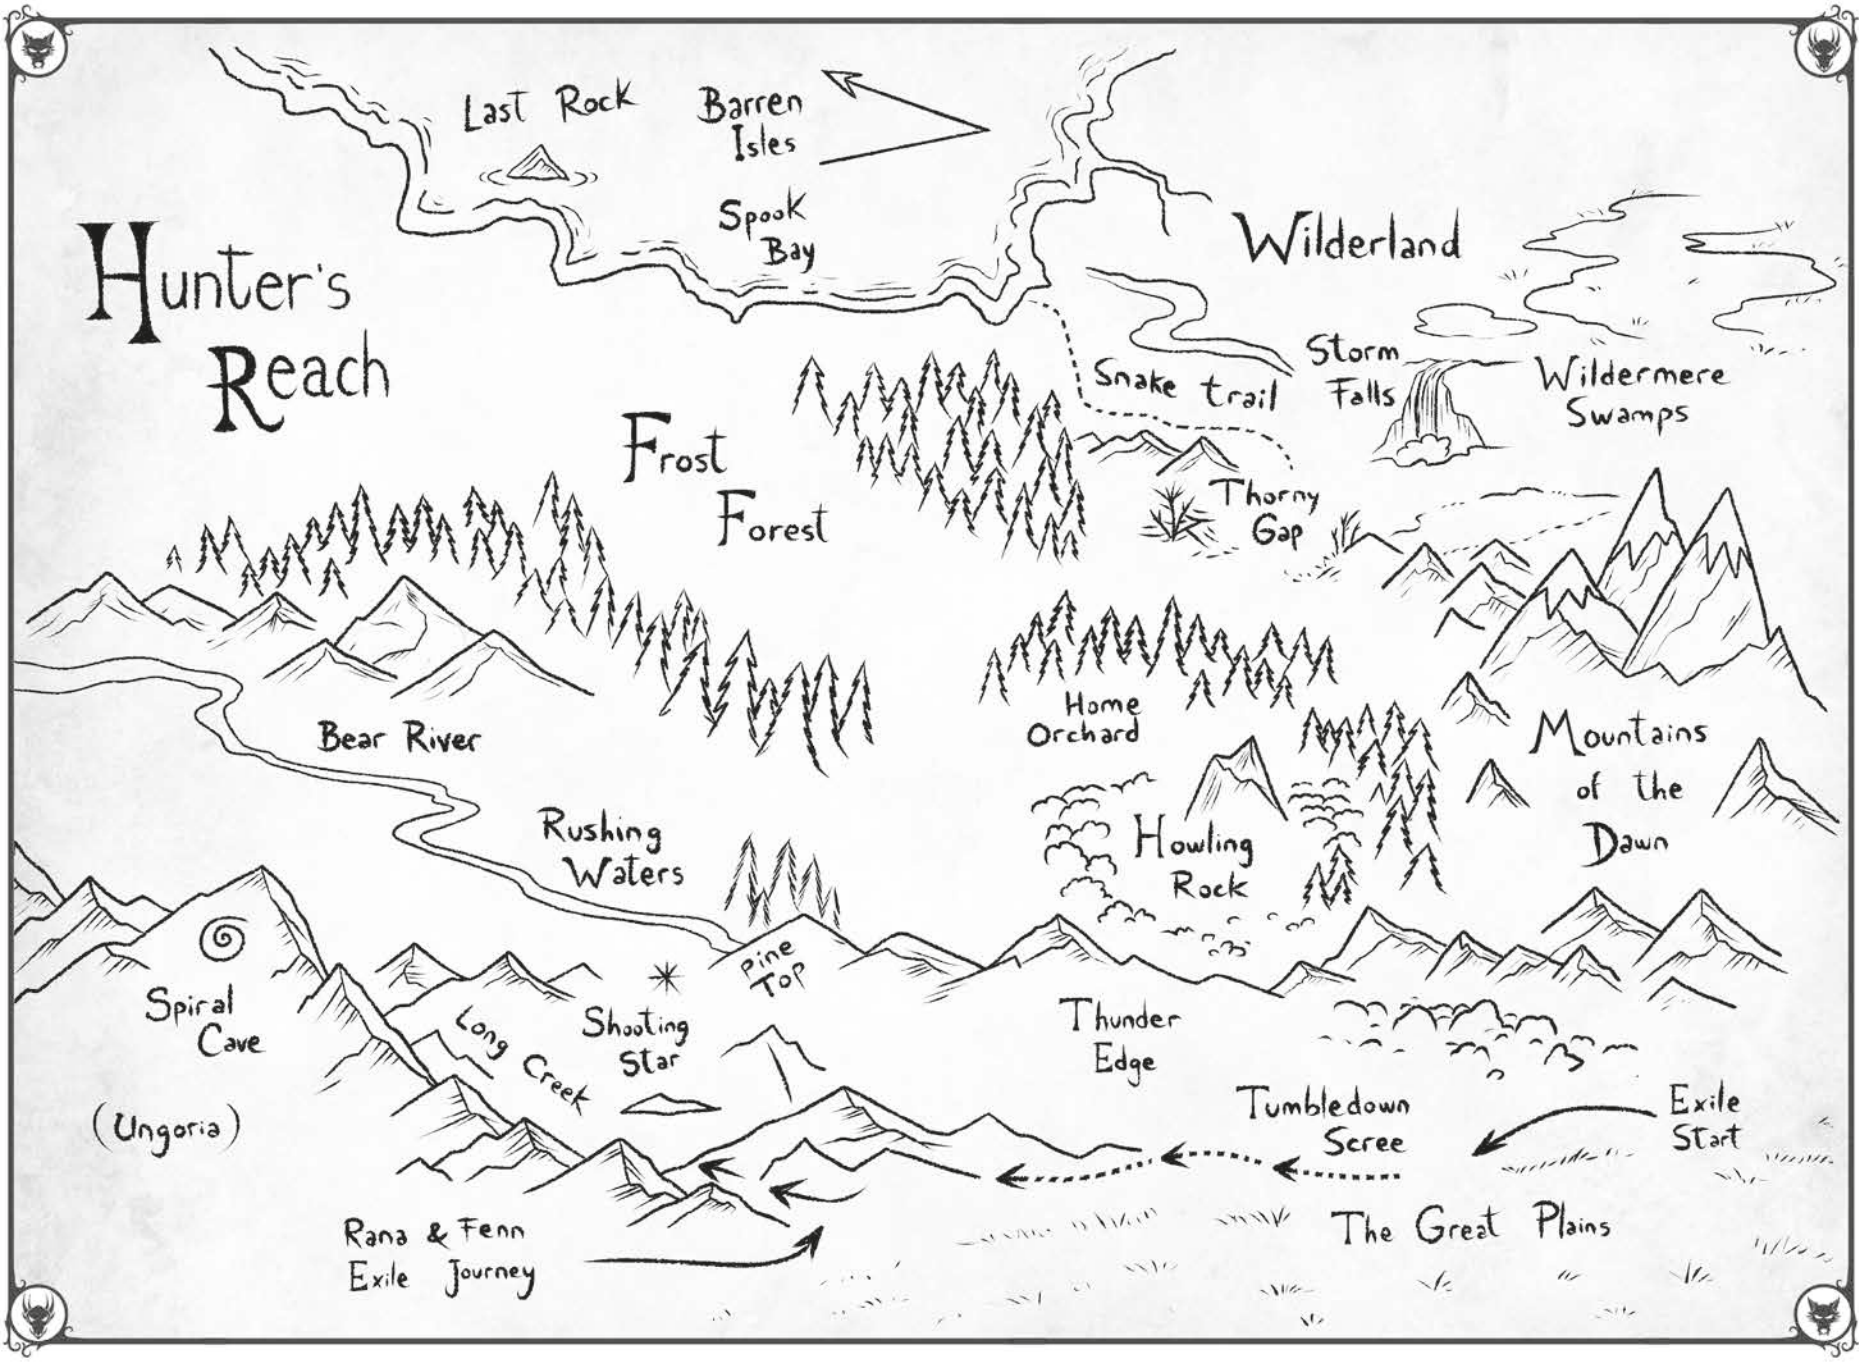 Last Rock
Barren
Isles
Spook
Bay
Hunter's
Reach
Wilderland
Snake trail
Storm
Falls
Wildermere
Swamps
Frost
Forest
Thorny
Gap
Home
Orchard
Bear River
Mountains
of the
Dawn
Rushing
Waters
Howling
Rock
Pine
Top
Spiral
Cave
Long Creek
Shooting
Star
Thunder
Edge
(Ungoria)
Tumbledown
Scree
Exile
Start
Rana & Fenn
Exile Journey
The Great Plains